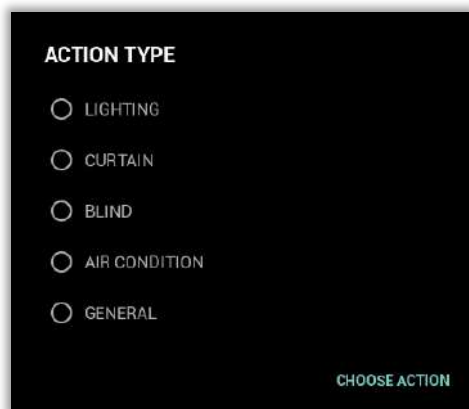 ACTION TYPE
LIGHTING
CURTAIN
BLIND
AIR CONDITION
GENERAL
CHOOSE ACTION